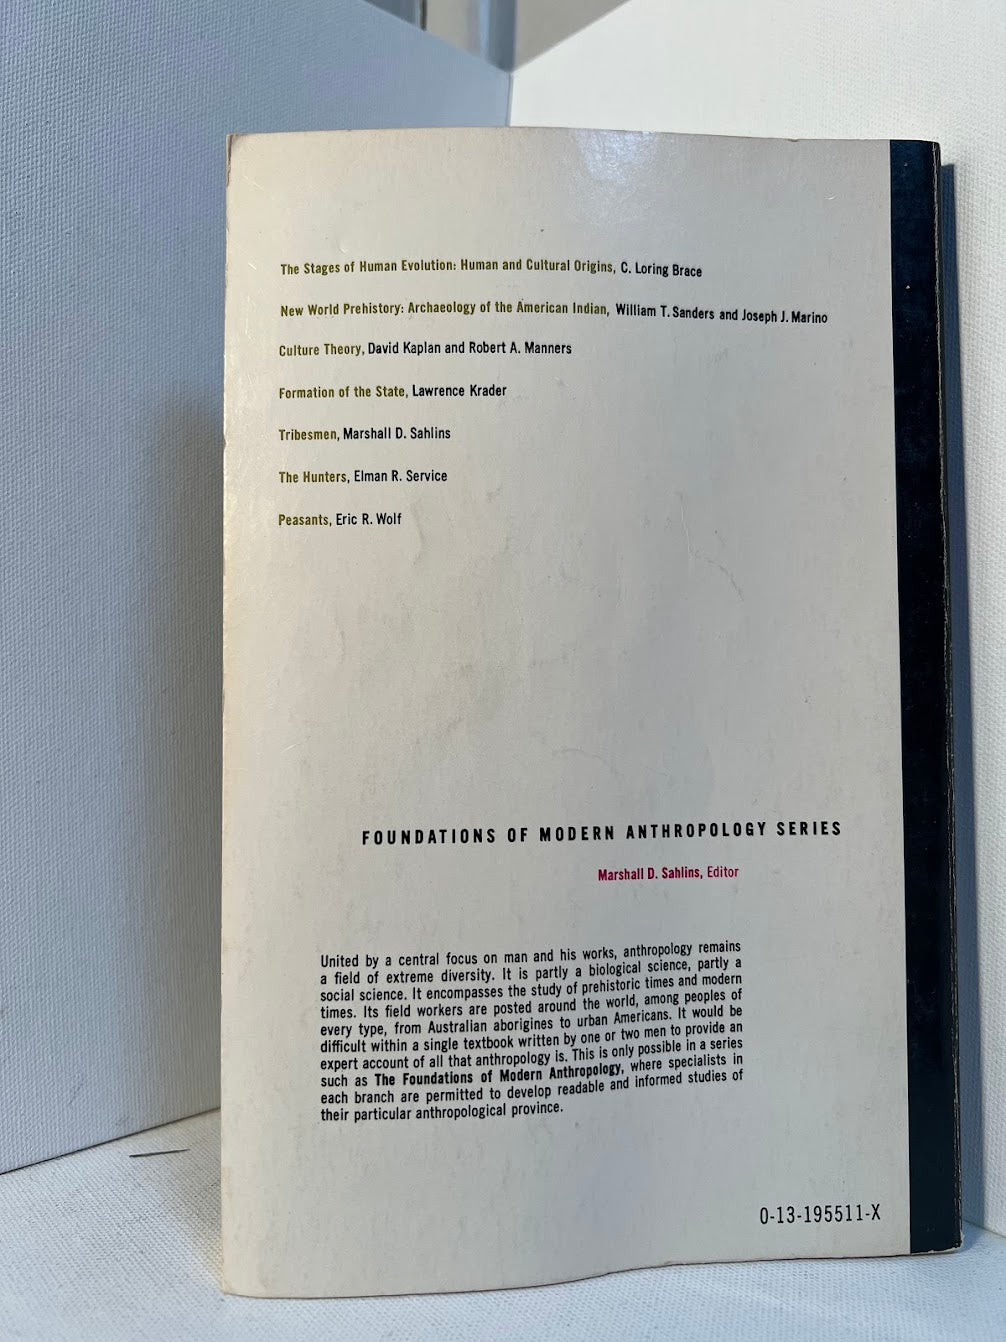 The Stages of Human Evolution: Human and Cultural Origins, C. Loring Brace
New World Prehistory: Archaeology of the American Indian, William T. Sanders and Joseph J. Marino
Culture Theory, David Kaplan and Robert A. Manners
Formation of the State, Lawrence Krader
Tribesmen, Marshall D. Sahlins
The Hunters, Elman R. Service
Peasants, Eric R. Wolf
FOUNDATIONS OF MODERN ANTHROPOLOGY SERIES
Marshall D. Sahlins, Editor
United by a central focus on man and his works, anthropology remains
a field of extreme diversity. It is partly a biological science, partly a
social science. It encompasses the study of prehistoric times and modern
times. Its field workers are posted around the world, among peoples of
every type, from Australian aborigines to urban Americans. It would be
difficult within a single textbook written by one or two men to provide an
expert account of all that anthropology is. This is only possible in a series
such as The Foundations of Modern Anthropology, where specialists in
each branch are permitted to develop readable and informed studies of
their particular anthropological province.
0-13-195511-X